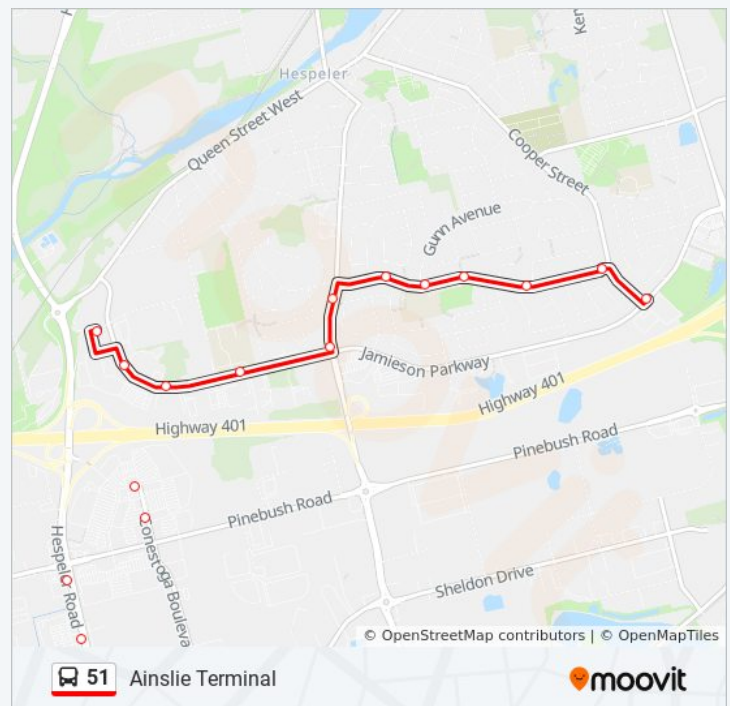 H
Ken
Hespeler
Queen Street West
Cooper Street
Gunn Avenue
Jamieson Parkway
Highway 401
Highway 401
Pinebush Road
Pinebush Road
Hespeler Road
Conestoga Bouleva
Sheldon Drive
© OpenStreetMap contributors | © OpenMapTiles
51 Ainslie Terminal
moovit